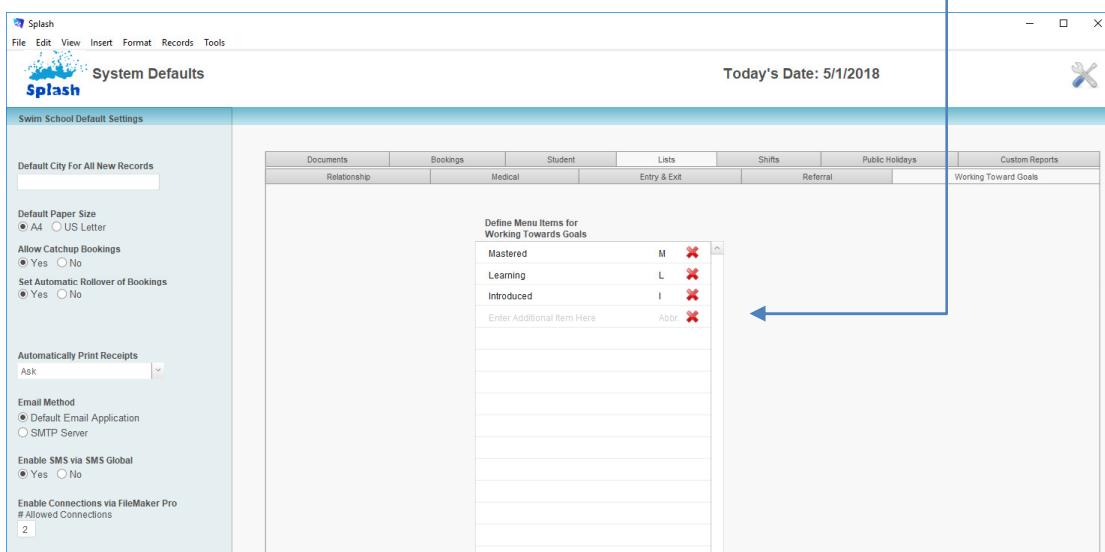 Splash
File Edit View Insert Format Records Tools
Splash
System Defaults
Today's Date: 5/1/2018
Swim School Default Settings
Default City For All New Records
Default Paper Size
A4 US Letter
Allow Catchup Bookings
Yes No
Set Automatic Rollover of Bookings
Yes No
Automatically Print Receipts
Ask
Email Method
Default Email Application
SMTP Server
Enable SMS via SMS Global
Yes No
Enable Connections via FileMaker Pro
# Allowed Connections
2
Documents Bookings Student Lists Shifts Public Holidays Custom Reports
Relationship Medical Entry & Exit Referral Working Toward Goals
Define Menu Items for
Working Towards Goals
Mastered M
Learning L
Introduced I
Enter Additional Item Here Abbr.